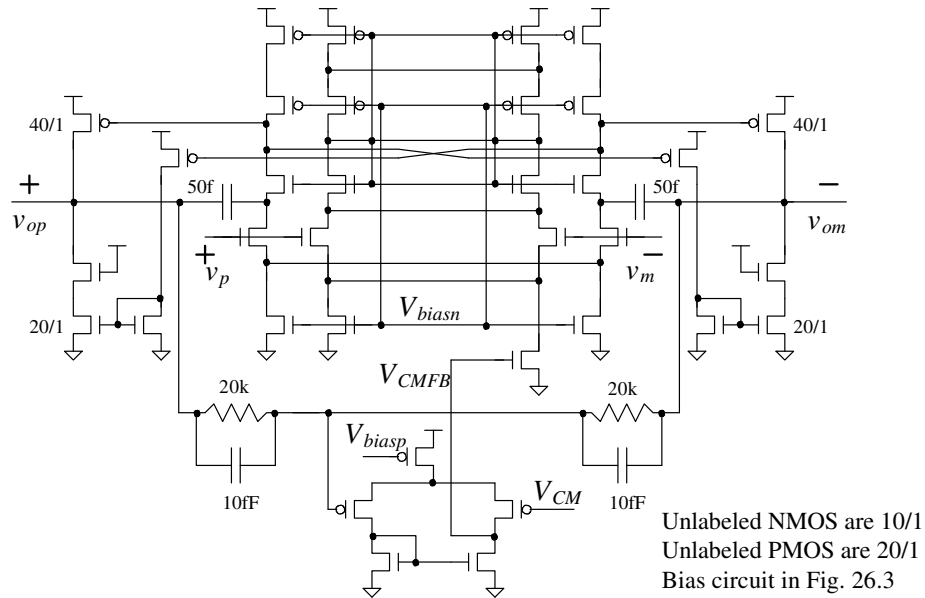 40/1
40/1
+
50f
50f
−
v_op
v_om
+
v_p
−
v_m
V_biasn
20/1
20/1
V_CMFB
20k
20k
V_biasp
10fF
V_CM
10fF
Unlabeled NMOS are 10/1
Unlabeled PMOS are 20/1
Bias circuit in Fig. 26.3